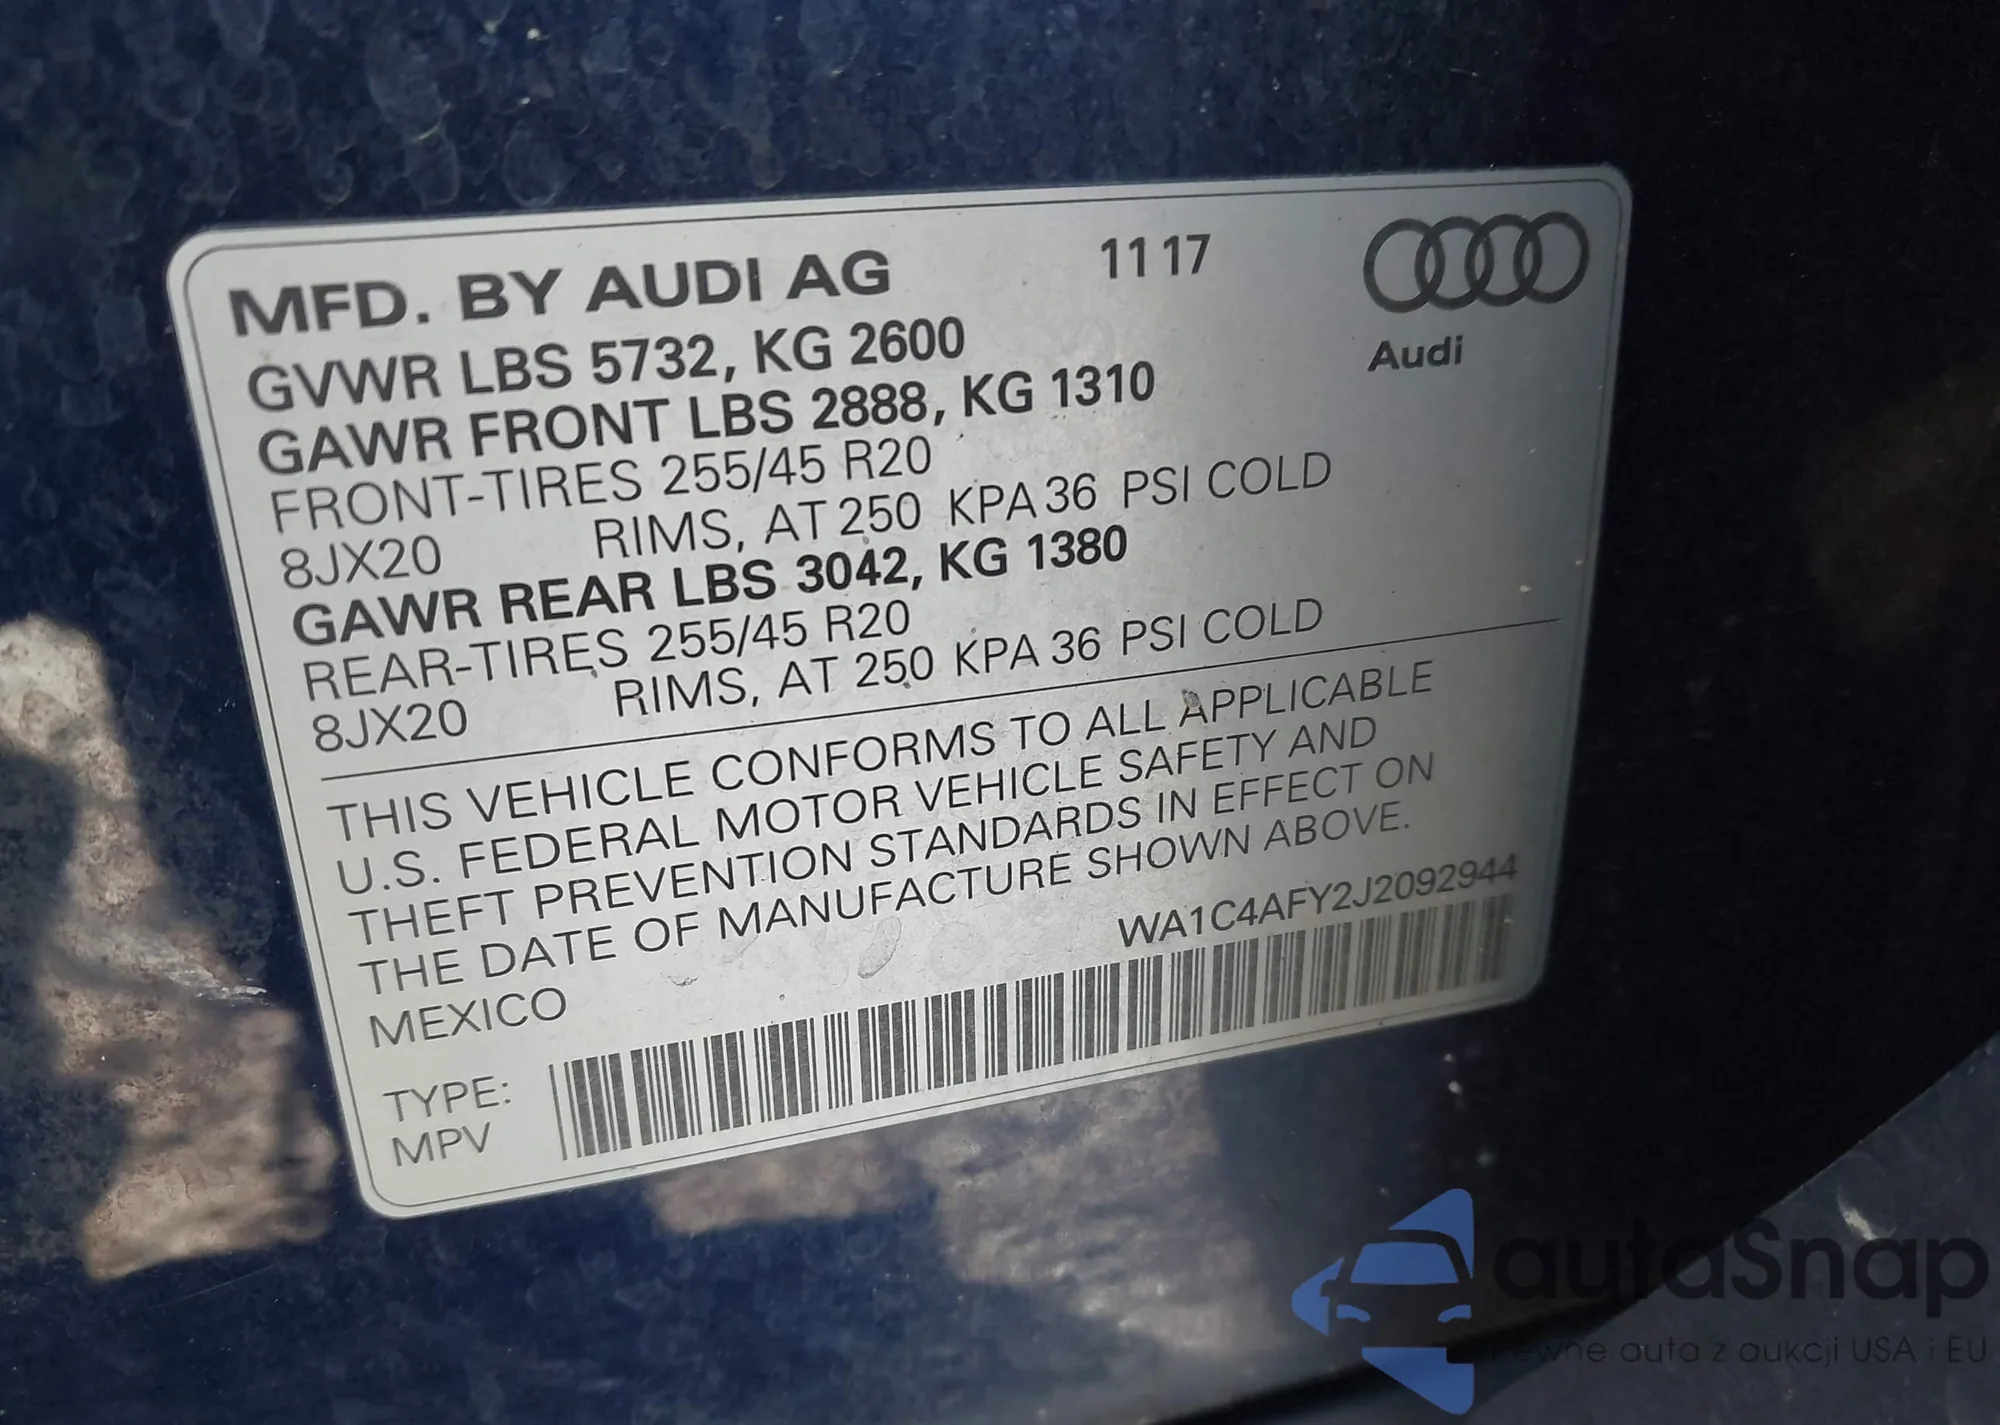 MFD. BY AUDI AG 11 17
Audi
GVWR LBS 5732, KG 2600
GAWR FRONT LBS 2888, KG 1310
FRONT-TIRES 255/45 R20
8JX20 RIMS, AT 250 KPA 36 PSI COLD
GAWR REAR LBS 3042, KG 1380
REAR-TIRES 255/45 R20
8JX20 RIMS, AT 250 KPA 36 PSI COLD
THIS VEHICLE CONFORMS TO ALL APPLICABLE
U.S. FEDERAL MOTOR VEHICLE SAFETY AND
THEFT PREVENTION STANDARDS IN EFFECT ON
THE DATE OF MANUFACTURE SHOWN ABOVE.
MEXICO
WA1C4AFY2J2092944
TYPE:
MPV
autaSnap
auta z aukcji USA i EU